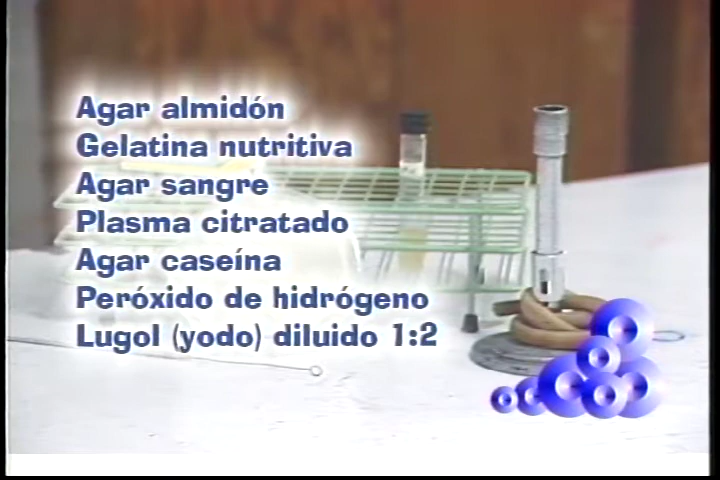 Agar almidón
Gelatina nutritiva
Agar sangre
Plasma citratado
Agar caseína
Peróxido de hidrógeno
Lugol (yodo) diluido 1:2